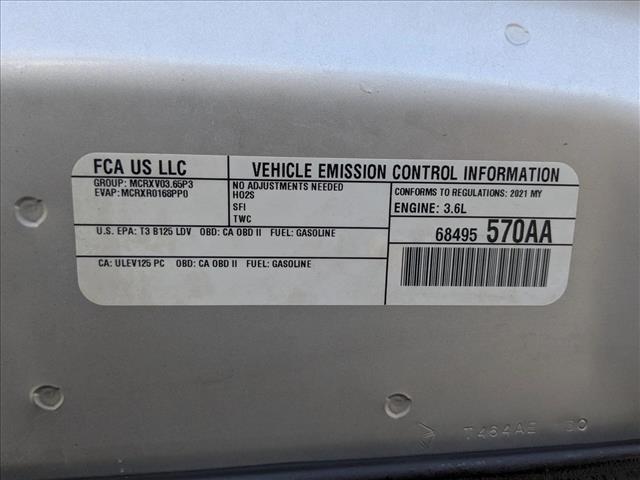 FCA US LLC
VEHICLE EMISSION CONTROL INFORMATION
GROUP: MCRXV03.65P3
EVAP: MCRXR0168PP0
NO ADJUSTMENTS NEEDED
HO2S
SFI
TWC
CONFORMS TO REGULATIONS: 2021 MY
ENGINE: 3.6L
U.S. EPA: T3 B125 LDV OBD: CA OBD II FUEL: GASOLINE
68495 570AA
CA: ULEV125 PC OBD: CA OBD II FUEL: GASOLINE